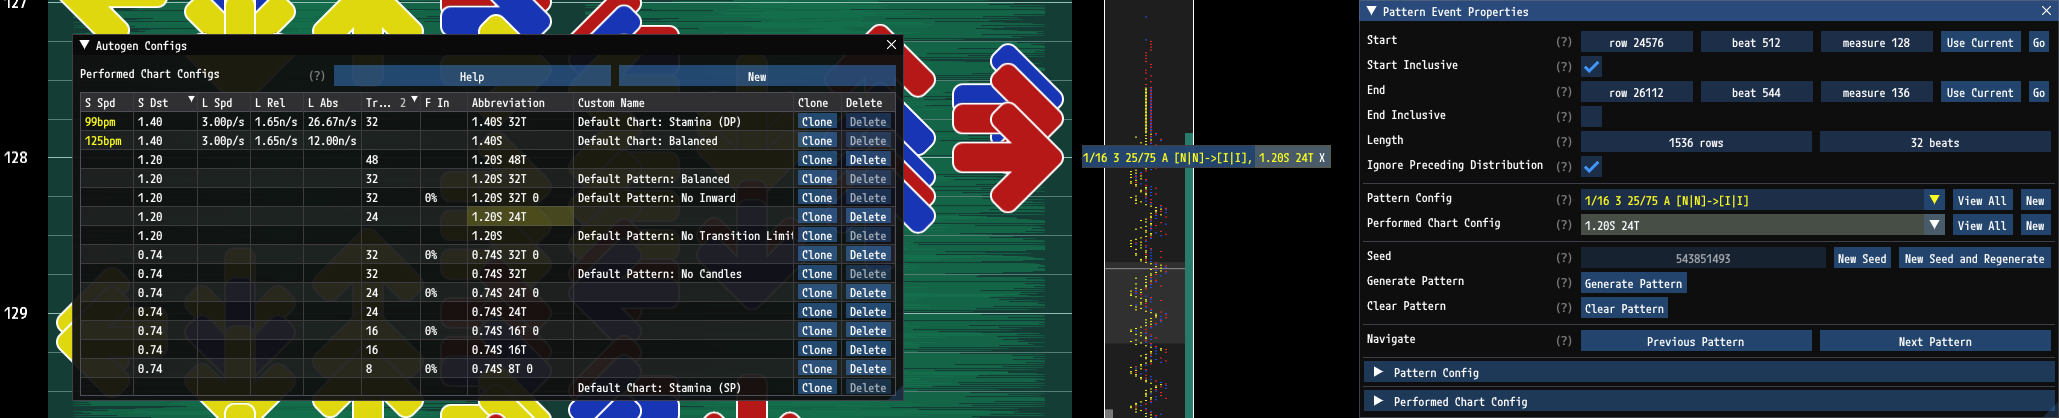 127
128
129
Autogen Configs
Performed Chart Configs (?) Help New
S Spd S Dst L Spd L Rel L Abs Tr... 2 F In Abbreviation Custom Name Clone Delete
99bpm 1.40 3.00p/s 1.65n/s 26.67n/s 32 1.40S 32T Default Chart: Stamina (DP) Clone Delete
125bpm 1.40 3.00p/s 1.65n/s 12.00n/s 1.40S Default Chart: Balanced Clone Delete
1.20 48 1.20S 48T Clone Delete
1.20 32 1.20S 32T Default Pattern: Balanced Clone Delete
1.20 32 0% 1.20S 32T 0 Default Pattern: No Inward Clone Delete
1.20 24 1.20S 24T Clone Delete
1.20 1.20S Default Pattern: No Transition Limit Clone Delete
0.74 32 0% 0.74S 32T 0 Clone Delete
0.74 32 0.74S 32T Default Pattern: No Candles Clone Delete
0.74 24 0% 0.74S 24T 0 Clone Delete
0.74 24 0.74S 24T Clone Delete
0.74 16 0% 0.74S 16T 0 Clone Delete
0.74 16 0.74S 16T Clone Delete
0.74 8 0% 0.74S 8T 0 Clone Delete
Default Chart: Stamina (SP) Clone Delete
1/16 3 25/75 A [N|N]->[I|I], 1.20S 24T X
Pattern Event Properties
Start (?) row 24576 beat 512 measure 128 Use Current Go
Start Inclusive (?)
End (?) row 26112 beat 544 measure 136 Use Current Go
End Inclusive (?)
Length (?) 1536 rows 32 beats
Ignore Preceding Distribution (?)
Pattern Config (?) 1/16 3 25/75 A [N|N]->[I|I] View All New
Performed Chart Config (?) 1.20S 24T View All New
Seed (?) 543851493 New Seed New Seed and Regenerate
Generate Pattern (?) Generate Pattern
Clear Pattern (?) Clear Pattern
Navigate (?) Previous Pattern Next Pattern
Pattern Config
Performed Chart Config